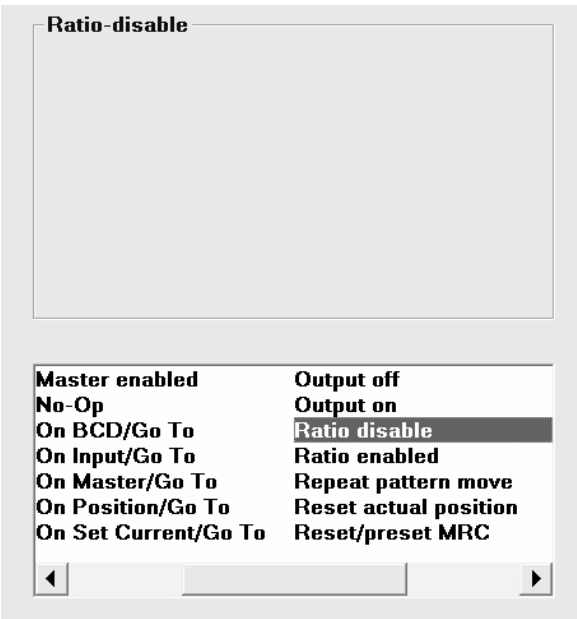 Ratio-disable
Master enabled
No-Op
On BCD/Go To
On Input/Go To
On Master/Go To
On Position/Go To
On Set Current/Go To
Output off
Output on
Ratio disable
Ratio enabled
Repeat pattern move
Reset actual position
Reset/preset MRC